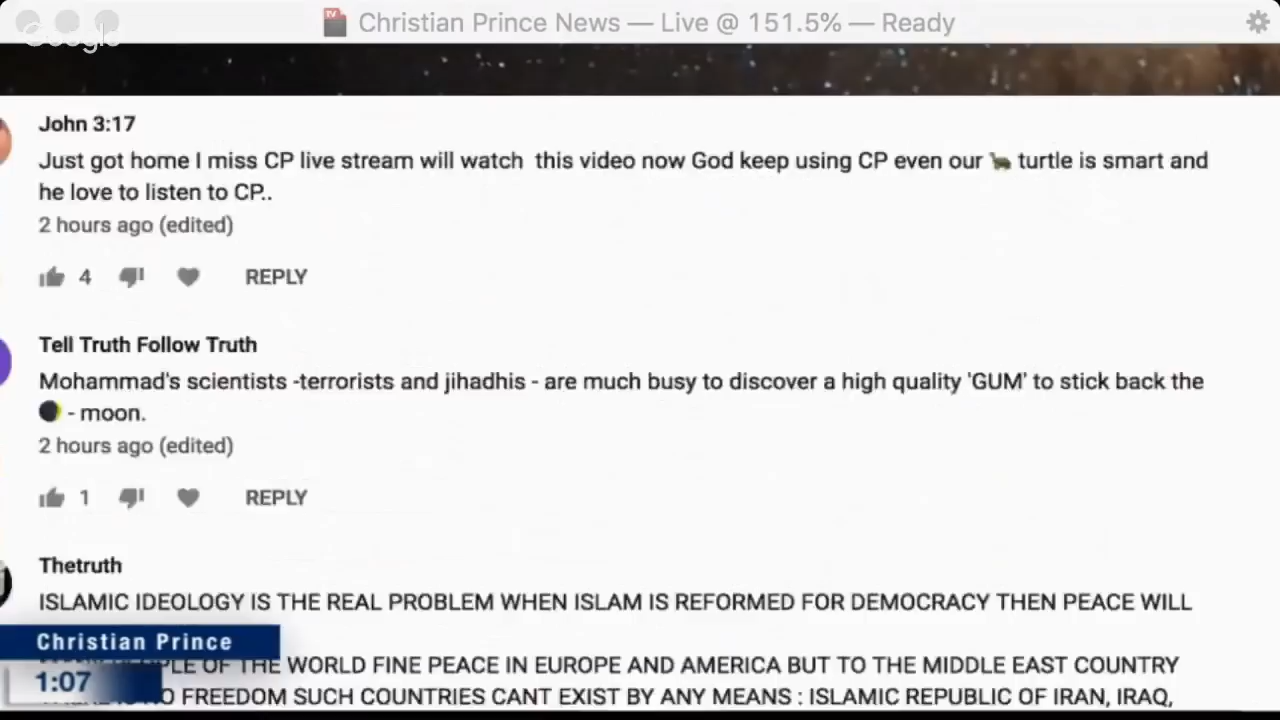 Christian Prince News — Live @ 151.5% — Ready
Google
John 3:17
Just got home I miss CP live stream will watch this video now God keep using CP even our 🐢 turtle is smart and
he love to listen to CP..
2 hours ago (edited)
4 REPLY
Tell Truth Follow Truth
Mohammad's scientists -terrorists and jihadhis - are much busy to discover a high quality 'GUM' to stick back the
🌒 - moon.
2 hours ago (edited)
1 REPLY
Thetruth
ISLAMIC IDEOLOGY IS THE REAL PROBLEM WHEN ISLAM IS REFORMED FOR DEMOCRACY THEN PEACE WILL
Christian Prince
OF THE WORLD FINE PEACE IN EUROPE AND AMERICA BUT TO THE MIDDLE EAST COUNTRY
1:07
FREEDOM SUCH COUNTRIES CANT EXIST BY ANY MEANS : ISLAMIC REPUBLIC OF IRAN, IRAQ,